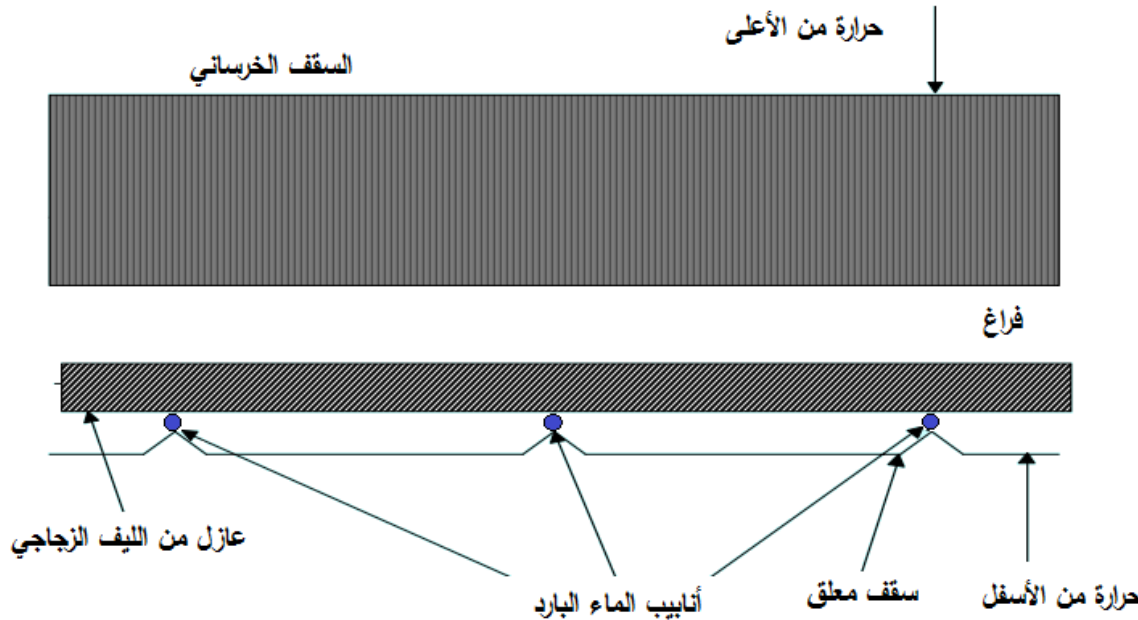 حرارة من الأعلى
السقف الخرساني
فراغ
عازل من الليف الزجاجي
أنابيب الماء البارد
سقف معلق
حرارة من الأسفل